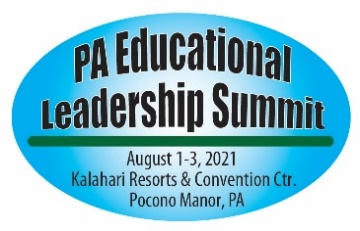 PA Educational
Leadership Summit
August 1-3, 2021
Kalahari Resorts & Convention Ctr.
Pocono Manor, PA